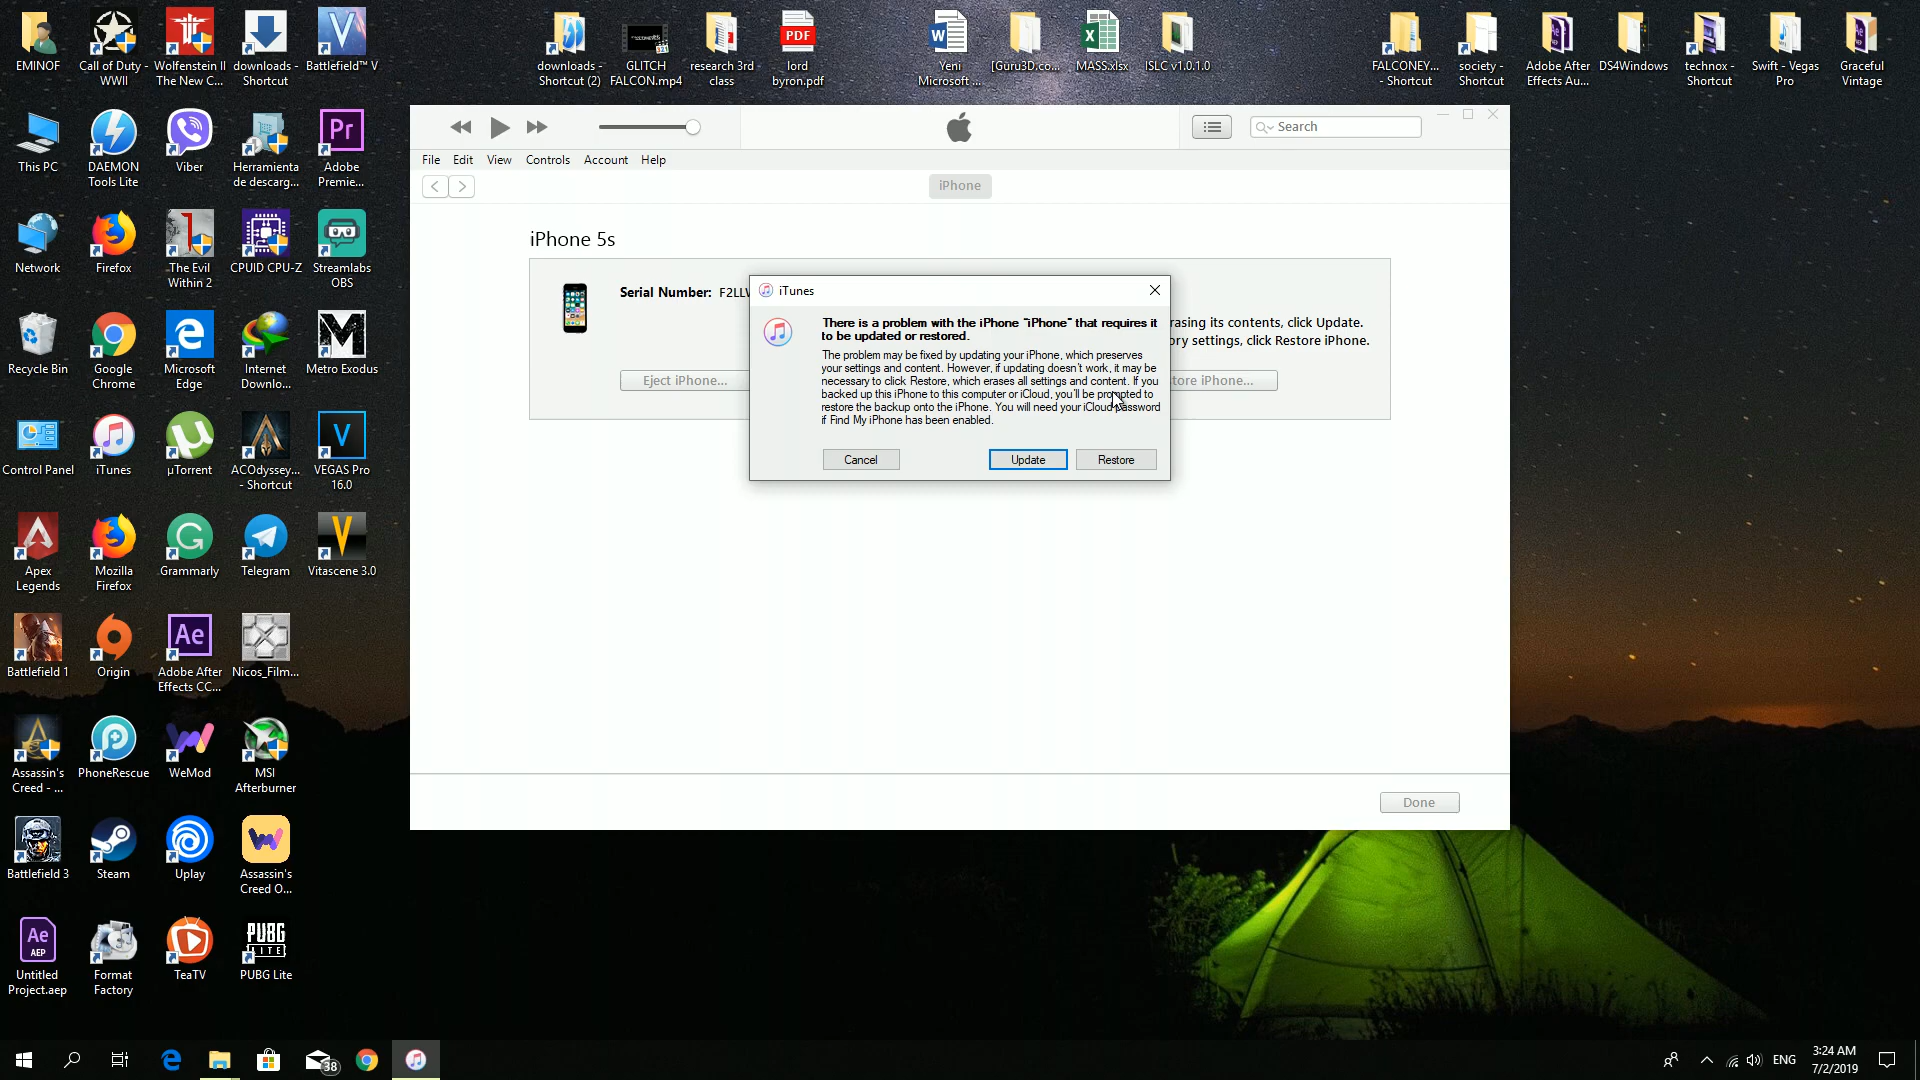 EMINOF
Call of Duty - WWII
Wolfenstein II The New C...
downloads - Shortcut
Battlefield™ V
downloads - Shortcut (2)
GLITCH FALCON.mp4
research 3rd class
PDF
lord byron.pdf
Yeni Microsoft ...
[Guru3D.co...
MASS.xlsx
ISLC v1.0.1.0
FALCONEY... - Shortcut
society - Shortcut
Adobe After Effects Au...
DS4Windows
technox - Shortcut
Swift - Vegas Pro
Graceful Vintage
This PC
DAEMON Tools Lite
Viber
Herramienta de descarg...
Pr
Adobe Premie...
Network
Firefox
The Evil Within 2
CPUID CPU-Z
Streamlabs OBS
Recycle Bin
Google Chrome
Microsoft Edge
Internet Downlo...
Metro Exodus
Control Panel
iTunes
µTorrent
ACOdyssey... - Shortcut
VEGAS Pro 16.0
Apex Legends
Mozilla Firefox
Grammarly
Telegram
Vitascene 3.0
Battlefield 1
Origin
Ae
Adobe After Effects CC...
Nicos_Film...
Assassin's Creed - ...
PhoneRescue
WeMod
MSI Afterburner
Battlefield 3
Steam
Uplay
Assassin's Creed O...
Ae
AEP
Untitled Project.aep
Format Factory
TeaTV
PUBG
LITE
PUBG Lite
Search
File Edit View Controls Account Help
iPhone
iPhone 5s
Serial Number: F2LL
rasing its contents, click Update.
ory settings, click Restore iPhone.
Eject iPhone...
tore iPhone...
iTunes
There is a problem with the iPhone "iPhone" that requires it
to be updated or restored.
The problem may be fixed by updating your iPhone, which preserves
your settings and content. However, if updating doesn't work, it may be
necessary to click Restore, which erases all settings and content. If you
backed up this iPhone to this computer or iCloud, you'll be prompted to
restore the backup onto the iPhone. You will need your iCloud password
if Find My iPhone has been enabled.
Cancel Update Restore
Done
38
ENG
3:24 AM
7/2/2019